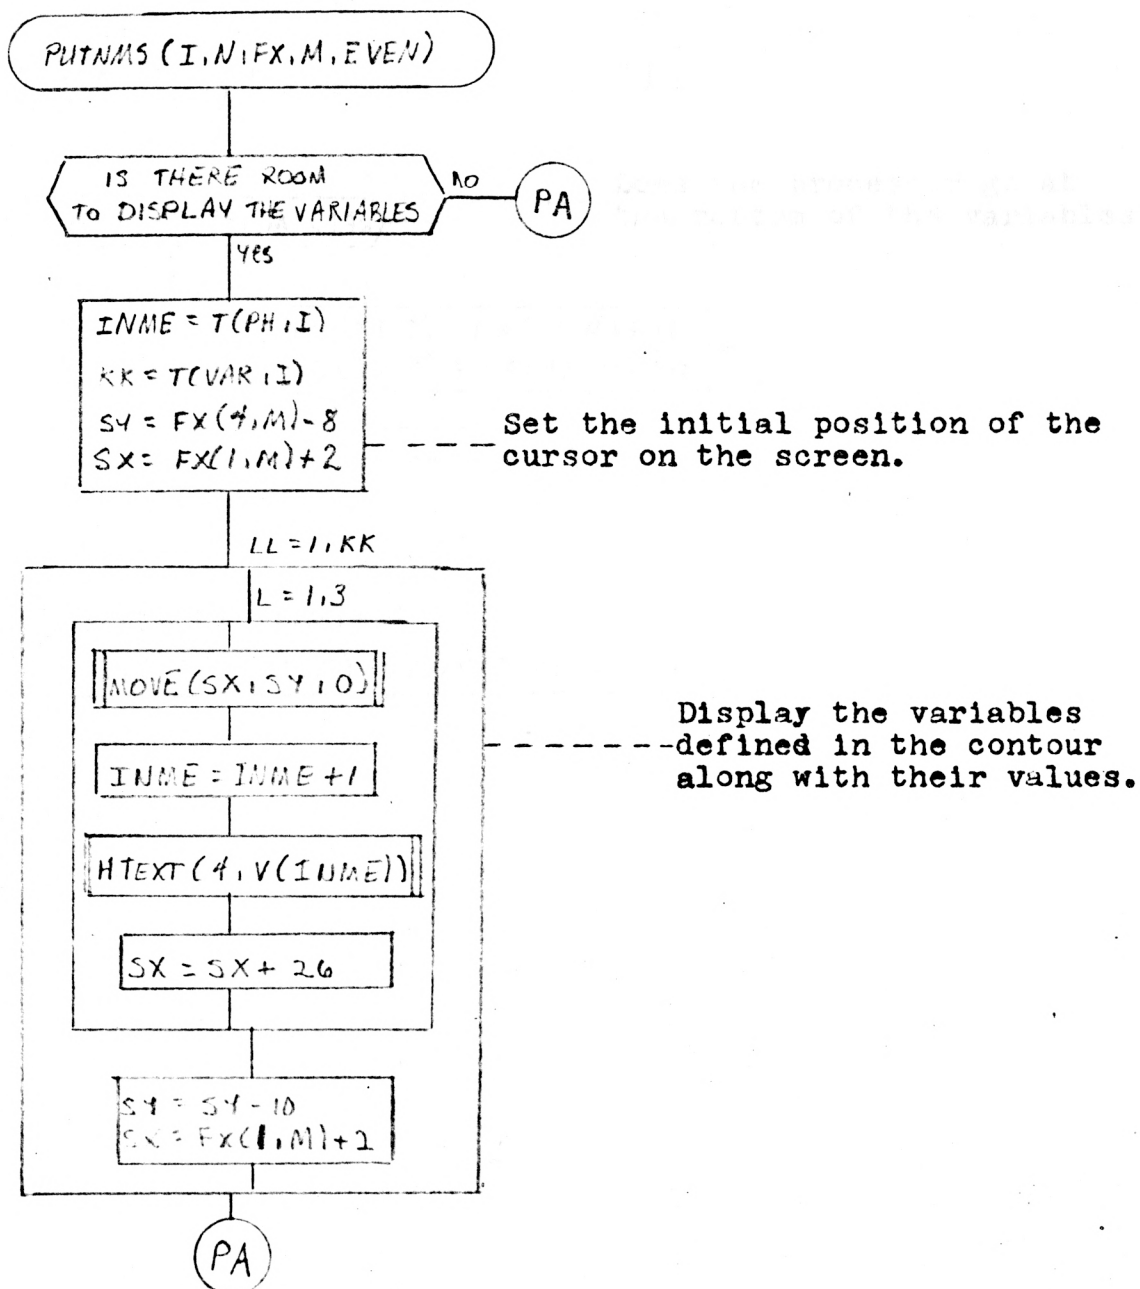 PUTNMS (I,N,FX,M,EVEN)
IS THERE ROOM
TO DISPLAY THE VARIABLES
NO
PA
YES
INME = T(PH,I)
KK = T(VAR,I)
SY = FX(4,M)-8
SX = FX(1,M)+2
Set the initial position of the
cursor on the screen.
LL = 1,KK
L = 1,3
MOVE(SX,SY,0)
INME = INME +1
Display the variables
defined in the contour
along with their values.
HTEXT(4,V(INME))
SX = SX + 26
SY = SY-10
SX = FX(1,M)+2
PA